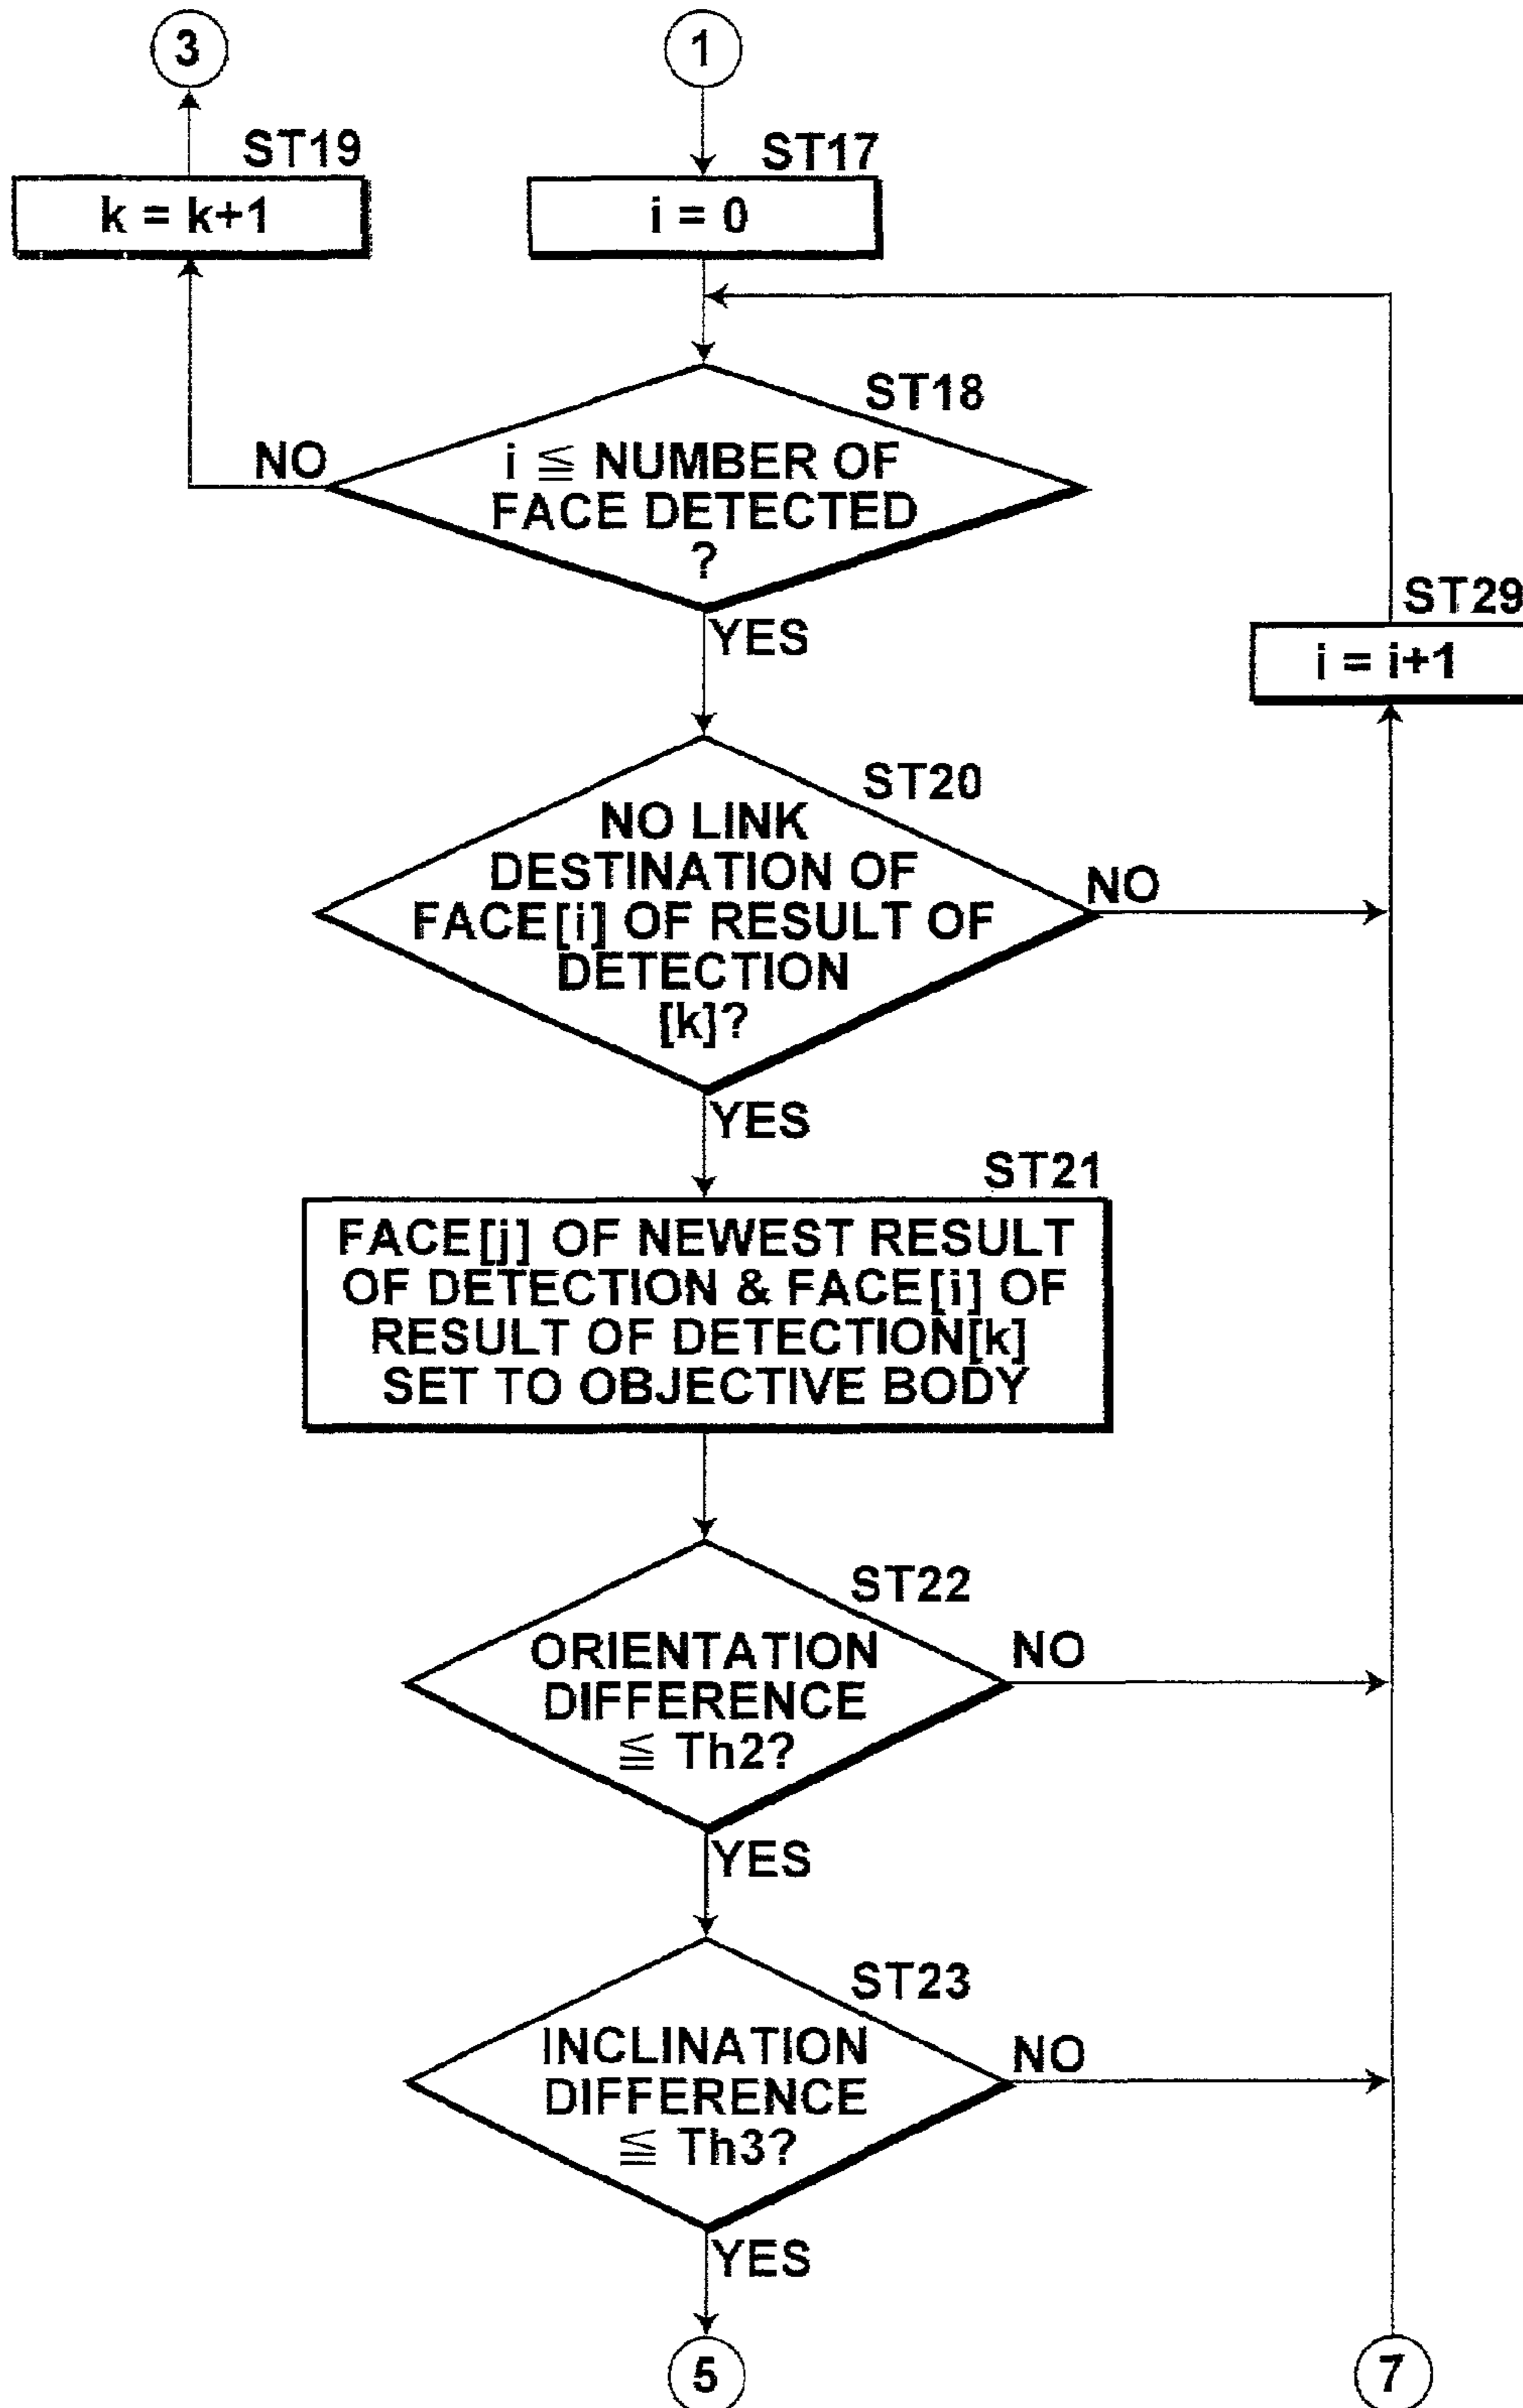 3
1
ST19
k = k+1
ST17
i = 0
ST18
NO
i ≦ NUMBER OF
FACE DETECTED
?
YES
ST29
i = i+1
ST20
NO LINK
DESTINATION OF
FACE[i] OF RESULT OF
DETECTION
[k]?
NO
YES
ST21
FACE[j] OF NEWEST RESULT
OF DETECTION & FACE[i] OF
RESULT OF DETECTION[k]
SET TO OBJECTIVE BODY
ST22
ORIENTATION
DIFFERENCE
≦ Th2?
NO
YES
ST23
INCLINATION
DIFFERENCE
≦ Th3?
NO
YES
5
7